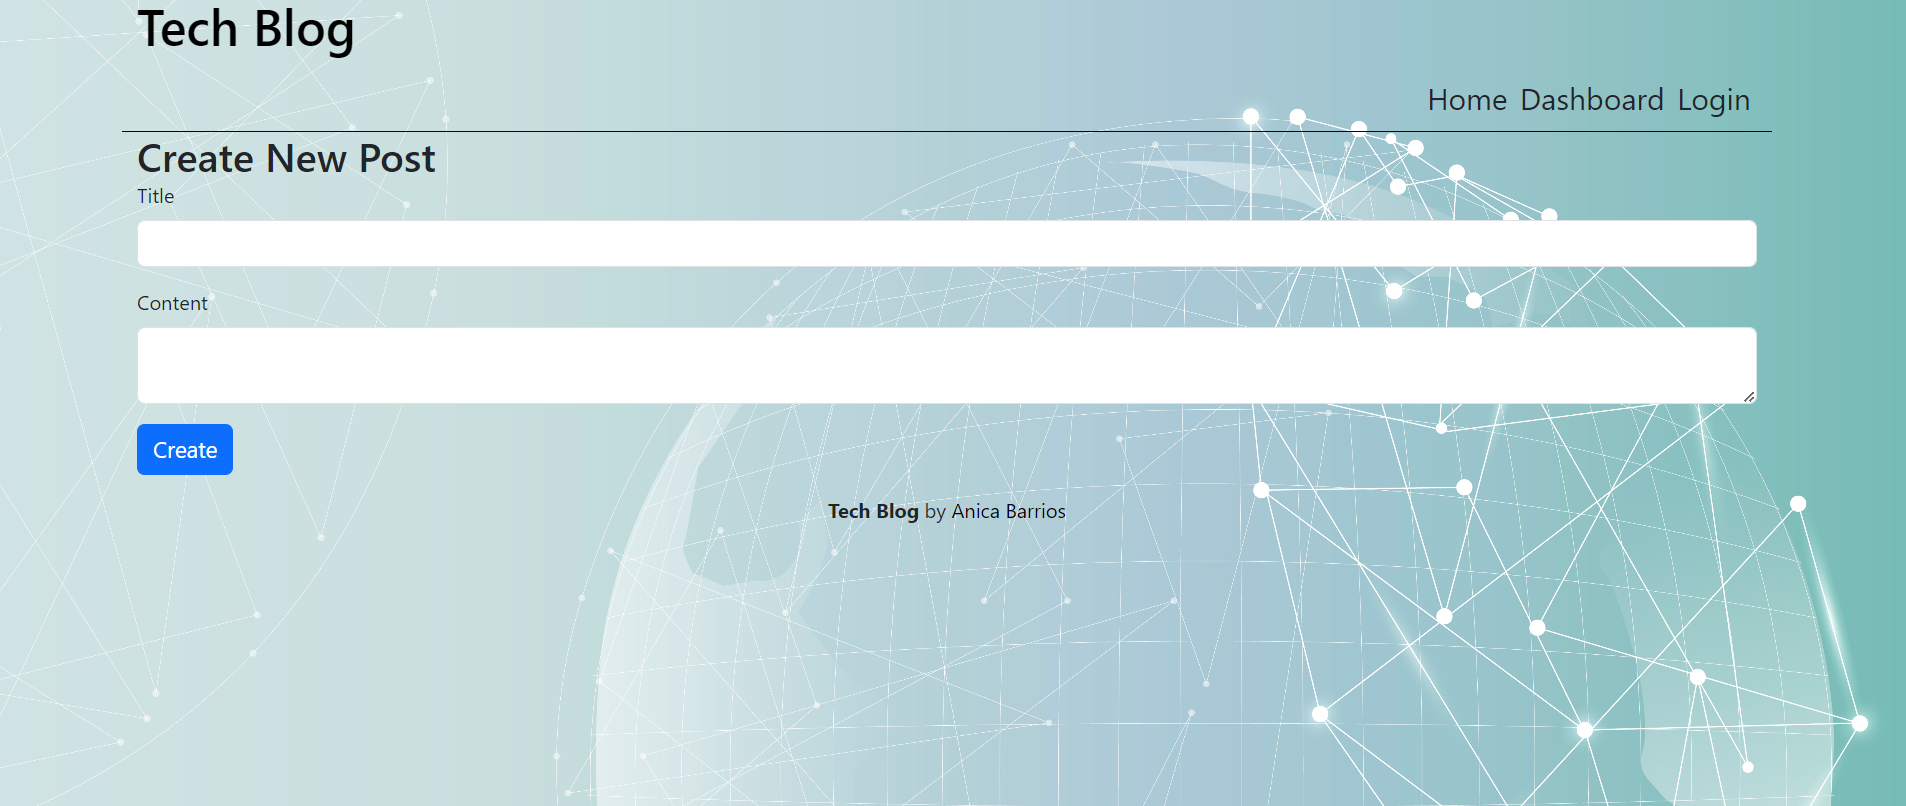 Tech Blog
Home Dashboard Login
Create New Post
Title
Content
Create
Tech Blog by Anica Barrios